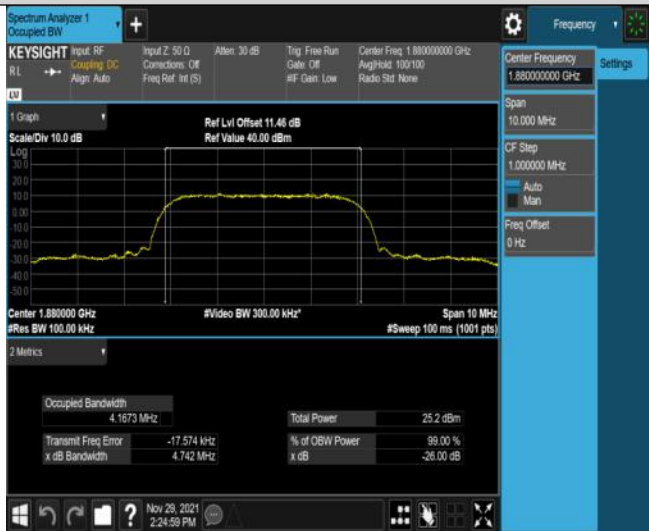 Spectrum Analyzer 1
Occupied BW
Frequency
KEYSIGHT
RL
Input: RF
Coupling: DC
Align: Auto
Input Z: 50 Ω
Corrections: Off
Freq Ref: Int (S)
Atten: 30 dB
Trig: Free Run
Gate: Off
#IF Gain: Low
Center Freq: 1.880000000 GHz
Avg|Hold: 100/100
Radio Std: None
1 Graph
Scale/Div 10.0 dB
Ref Lvl Offset 11.46 dB
Ref Value 40.00 dBm
Log
30.0
20.0
10.0
0.00
-10.0
-20.0
-30.0
-40.0
-50.0
Center 1.880000 GHz
#Res BW 100.00 kHz
#Video BW 300.00 kHz*
Span 10 MHz
#Sweep 100 ms (1001 pts)
2 Metrics
Occupied Bandwidth
4.1673 MHz
Transmit Freq Error -17.574 kHz
x dB Bandwidth 4.742 MHz
Total Power 25.2 dBm
% of OBW Power 99.00 %
x dB -26.00 dB
Nov 29, 2021
2:24:59 PM
Center Frequency
1.880000000 GHz
Span
10.000 MHz
CF Step
1.000000 MHz
Auto
Man
Freq Offset
0 Hz
Settings